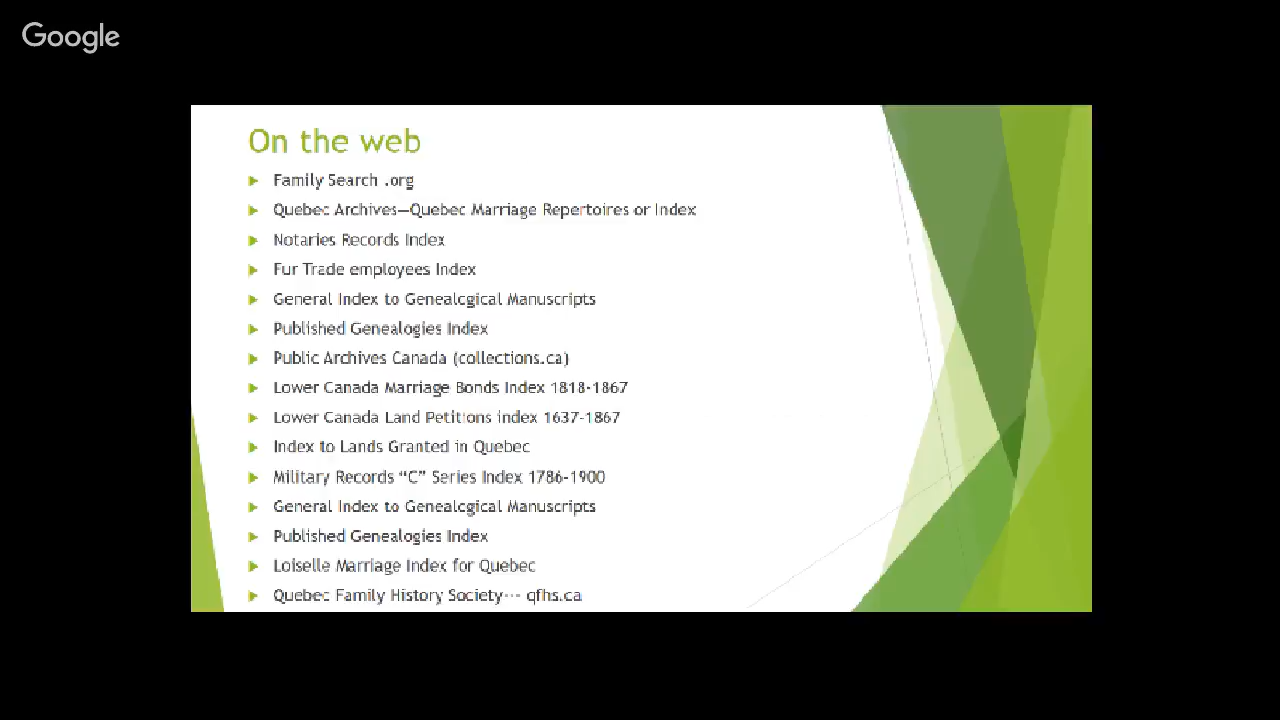 Google
On the web
Family Search .org
Quebec Archives—Quebec Marriage Repertoires or Index
Notaries Records Index
Fur Trade employees Index
General Index to Genealogical Manuscripts
Published Genealogies Index
Public Archives Canada (collections.ca)
Lower Canada Marriage Bonds Index 1818-1867
Lower Canada Land Petitions index 1637-1867
Index to Lands Granted in Quebec
Military Records “C” Series Index 1786-1900
General Index to Genealogical Manuscripts
Published Genealogies Index
Loiselle Marriage Index for Quebec
Quebec Family History Society--- qfhs.ca